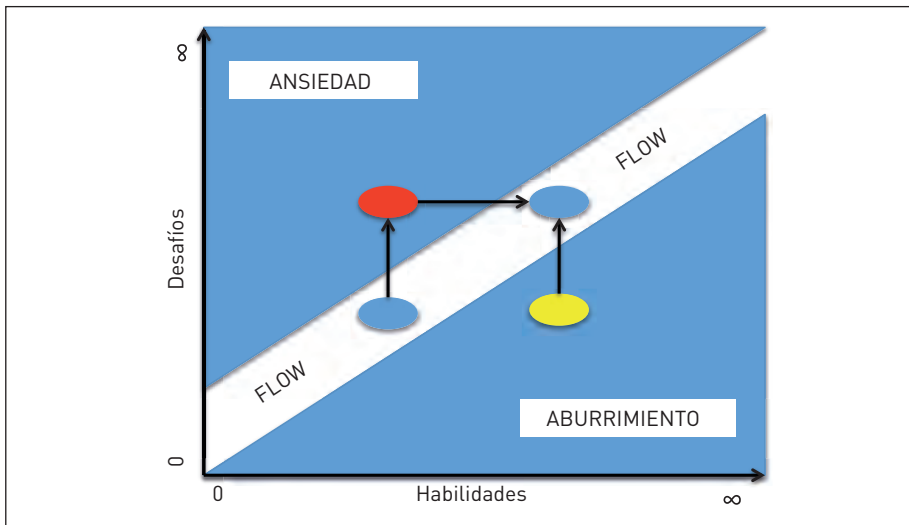 ∞
ANSIEDAD
FLOW
Desafíos
FLOW
ABURRIMIENTO
0
0
Habilidades
∞